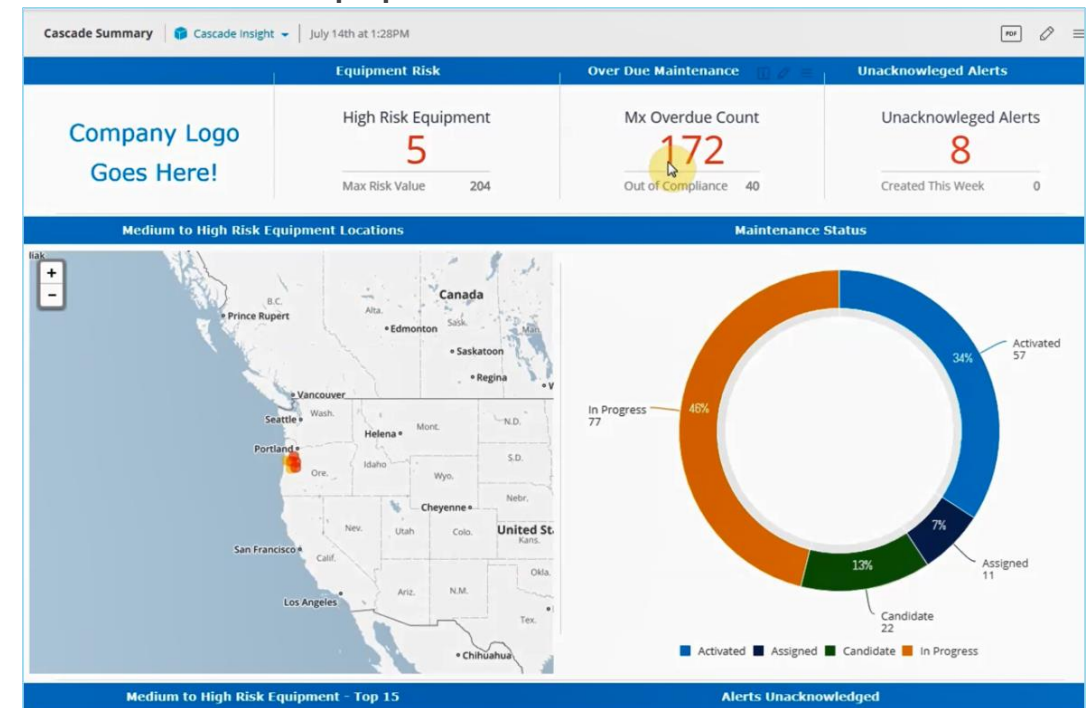 Cascade Summary Cascade Insight July 14th at 1:28PM PDF
Equipment Risk Over Due Maintenance Unacknowleged Alerts
Company Logo
Goes Here!
High Risk Equipment
5
Max Risk Value 204
Mx Overdue Count
172
Out of Compliance 40
Unacknowleged Alerts
8
Created This Week 0
Medium to High Risk Equipment Locations Maintenance Status
liak
+
-
B.C.
Prince Rupert
Alta.
Canada
Edmonton
Sask.
Man.
Saskatoon
Regina
Vancouver
Seattle
Wash.
Helena
Mont.
N.D.
Portland
Ore.
Idaho
Wyo.
S.D.
Nebr.
Cheyenne
Nev.
Utah
Colo.
United St
Kans.
San Francisco
Calif.
Okla.
Ariz.
N.M.
Los Angeles
Tex.
Chihuahua
Activated
57
34%
In Progress
77
46%
7%
Assigned
11
13%
Candidate
22
Activated Assigned Candidate In Progress
Medium to High Risk Equipment - Top 15 Alerts Unacknowledged